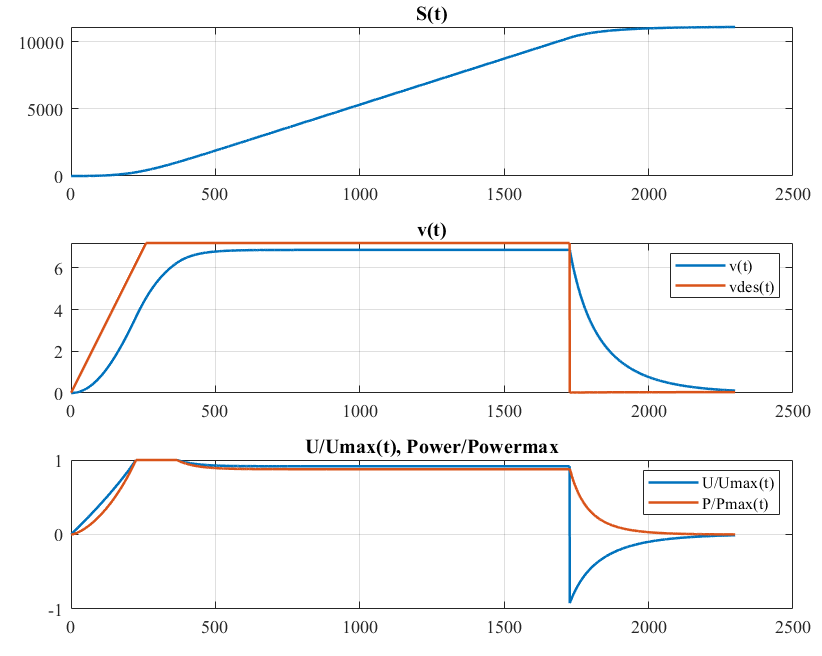 S(t)
10000
5000
0
0 500 1000 1500 2000 2500
v(t)
6
4
2
0
v(t)
vdes(t)
0 500 1000 1500 2000 2500
U/Umax(t), Power/Powermax
1
0
-1
U/Umax(t)
P/Pmax(t)
0 500 1000 1500 2000 2500